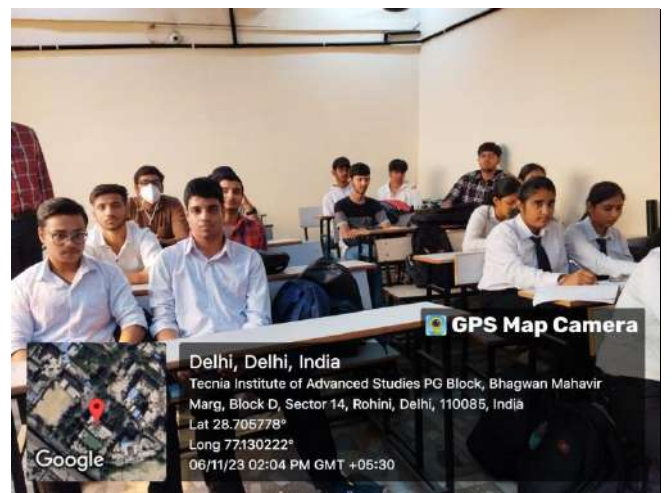 GPS Map Camera
Delhi, Delhi, India
Tecnia Institute of Advanced Studies PG Block, Bhagwan Mahavir
Marg, Block D, Sector 14, Rohini, Delhi, 110085, India
Lat 28.705778°
Long 77.130222°
06/11/23 02:04 PM GMT +05:30
Google